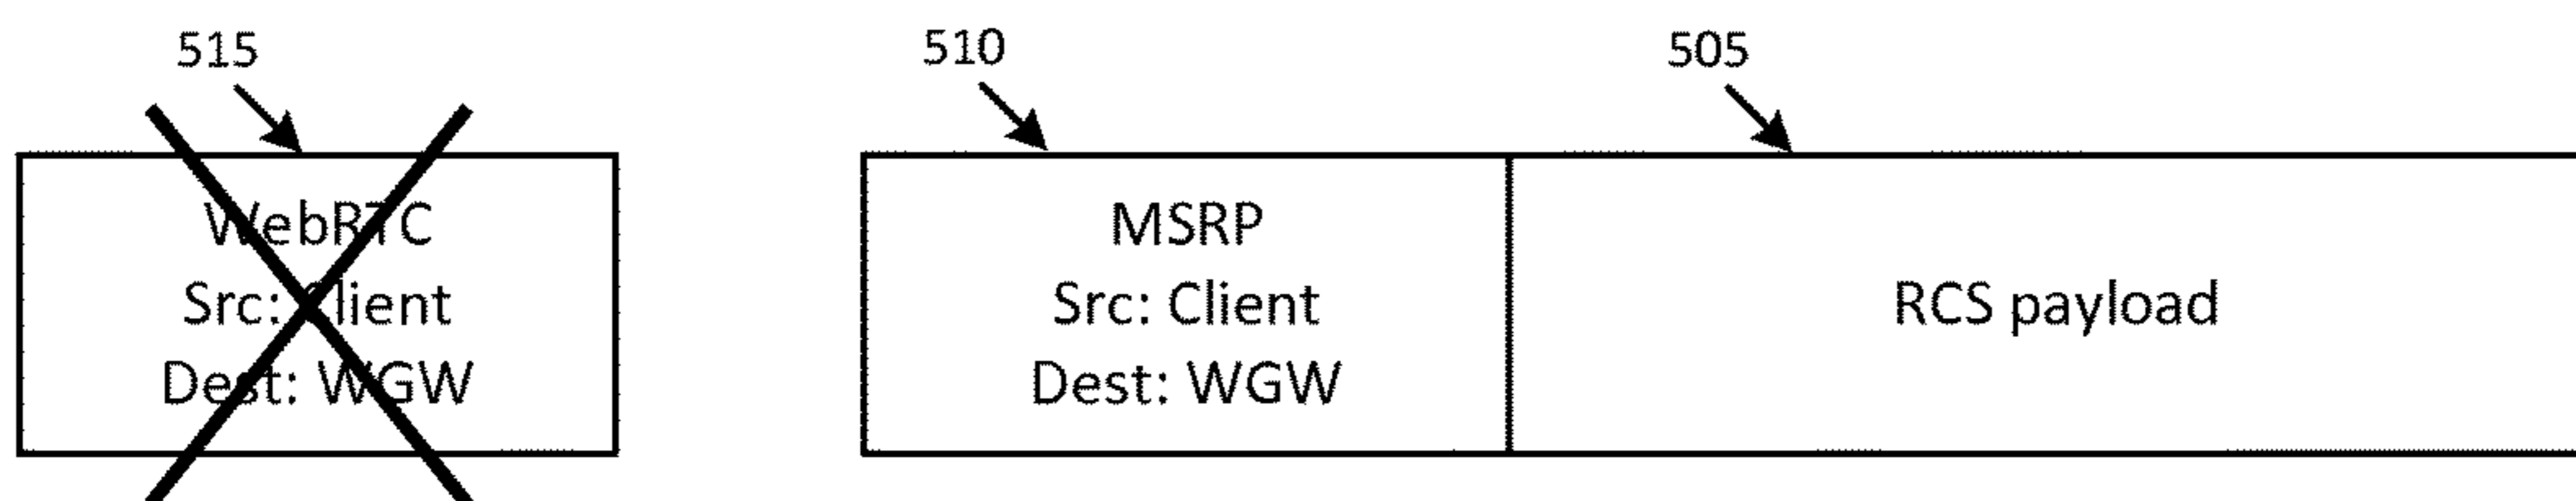 515
510
505
WebRTC
Src: Client
Dest: WGW
MSRP
Src: Client
Dest: WGW
RCS payload